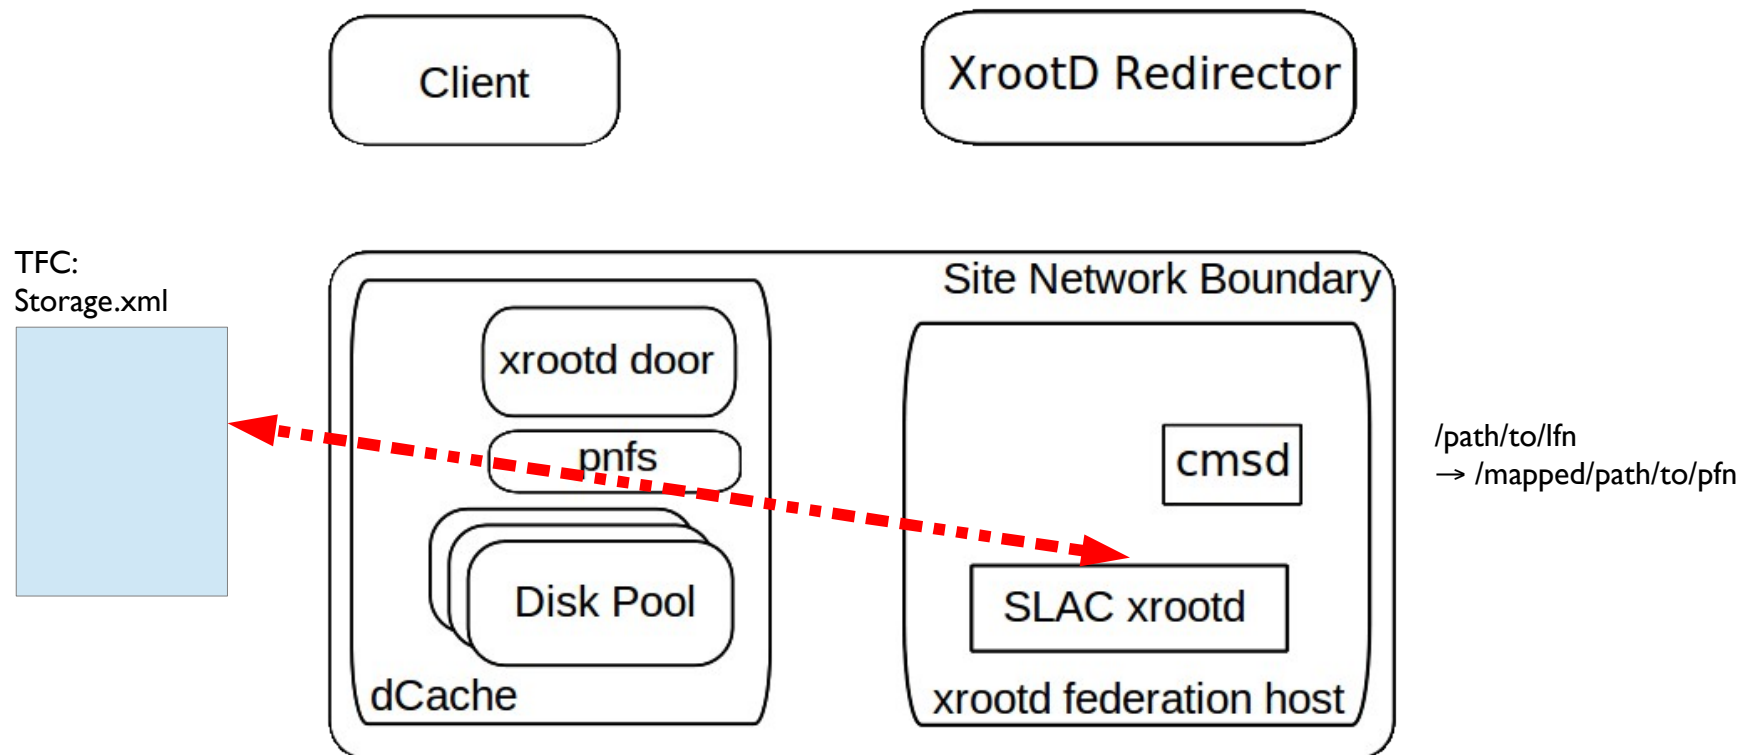 Client
XrootD Redirector
TFC:
Storage.xml
Site Network Boundary
xrootd door
pnfs
Disk Pool
dCache
cmsd
SLAC xrootd
xrootd federation host
/path/to/lfn
→ /mapped/path/to/pfn